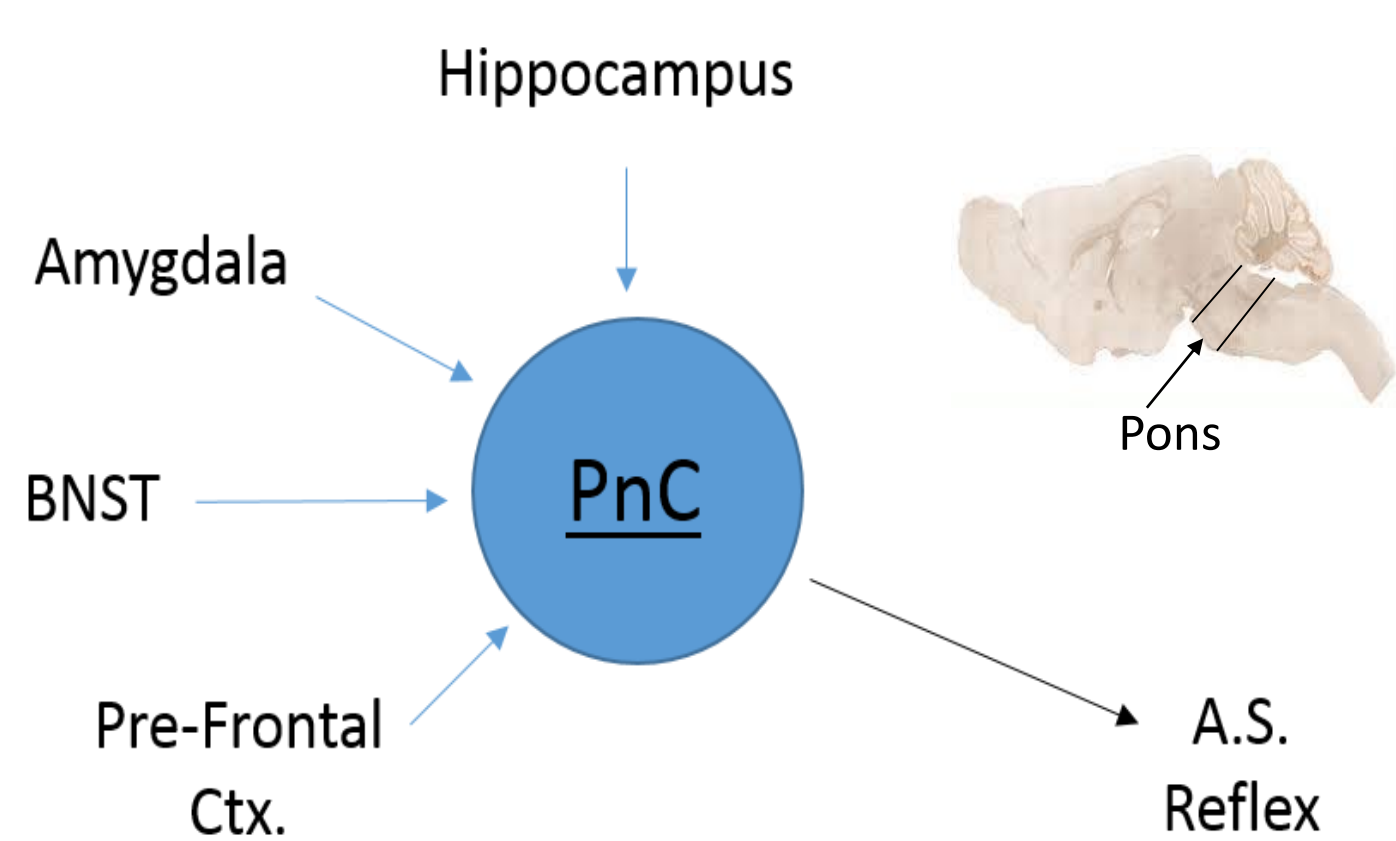 Hippocampus
Amygdala
Pons
BNST
PnC
Pre-Frontal
Ctx.
A.S.
Reflex